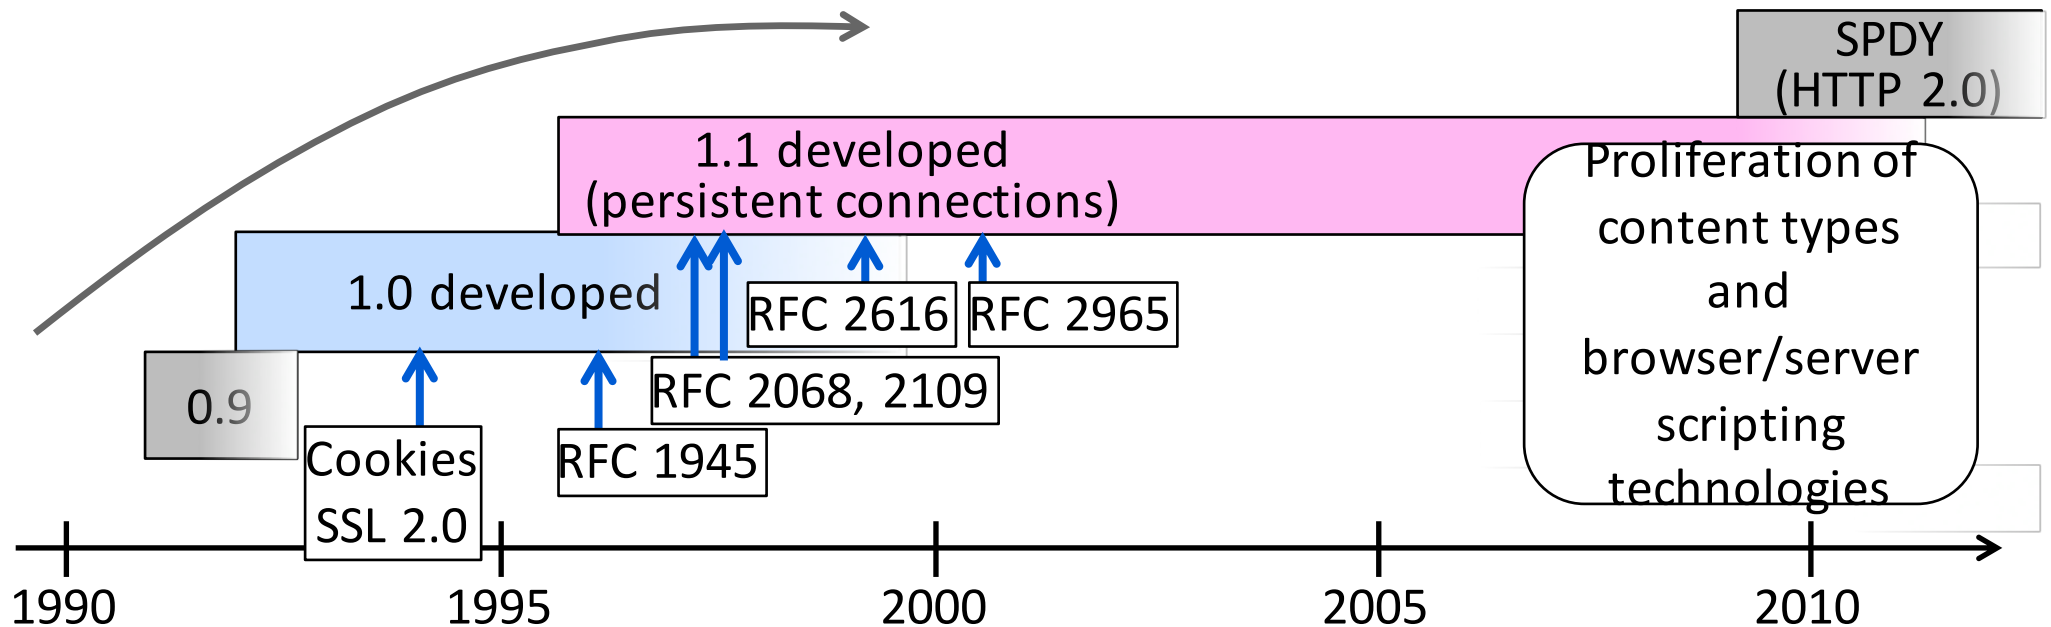 SPDY
(HTTP 2.0)
1.1 developed
(persistent connections)
Proliferation of
content types
and
browser/server
scripting
technologies
1.0 developed
RFC 2616
RFC 2965
0.9
RFC 2068, 2109
Cookies
SSL 2.0
RFC 1945
1990
1995
2000
2005
2010